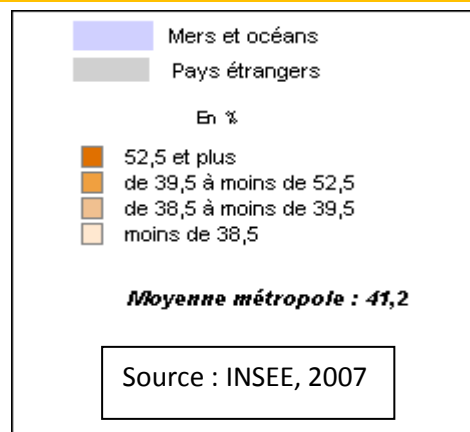 Mers et océans
Pays étrangers
En %
52,5 et plus
de 39,5 à moins de 52,5
de 38,5 à moins de 39,5
moins de 38,5
Moyenne métropole : 41,2
Source : INSEE, 2007